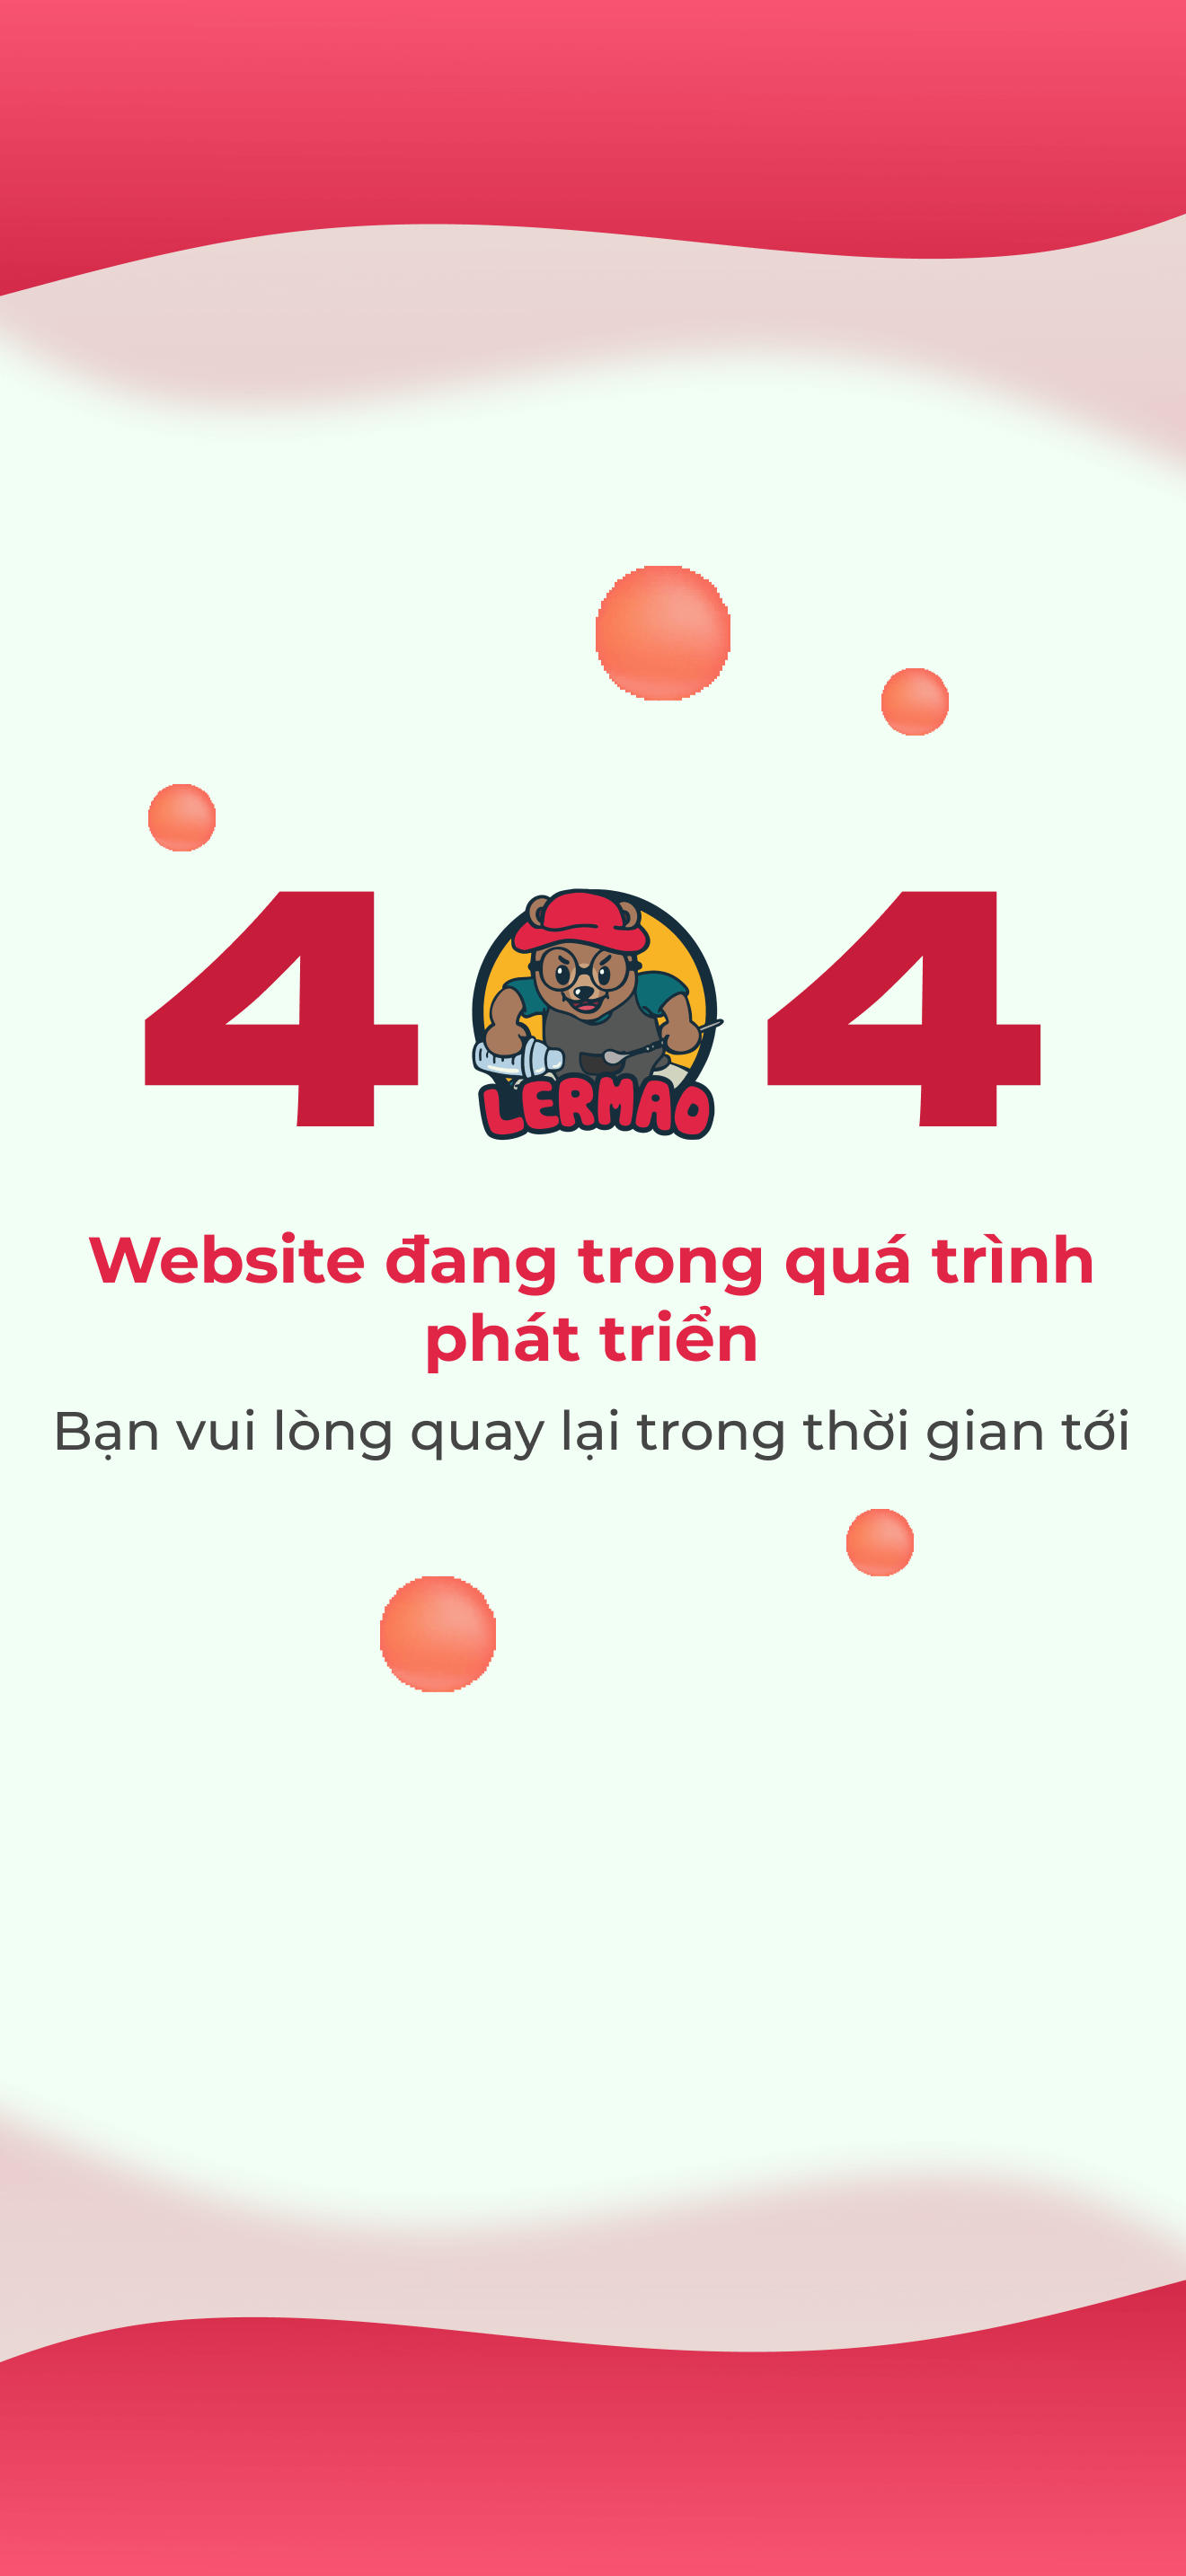 4 4
LERMAO
Website đang trong quá trình
phát triển
Bạn vui lòng quay lại trong thời gian tới